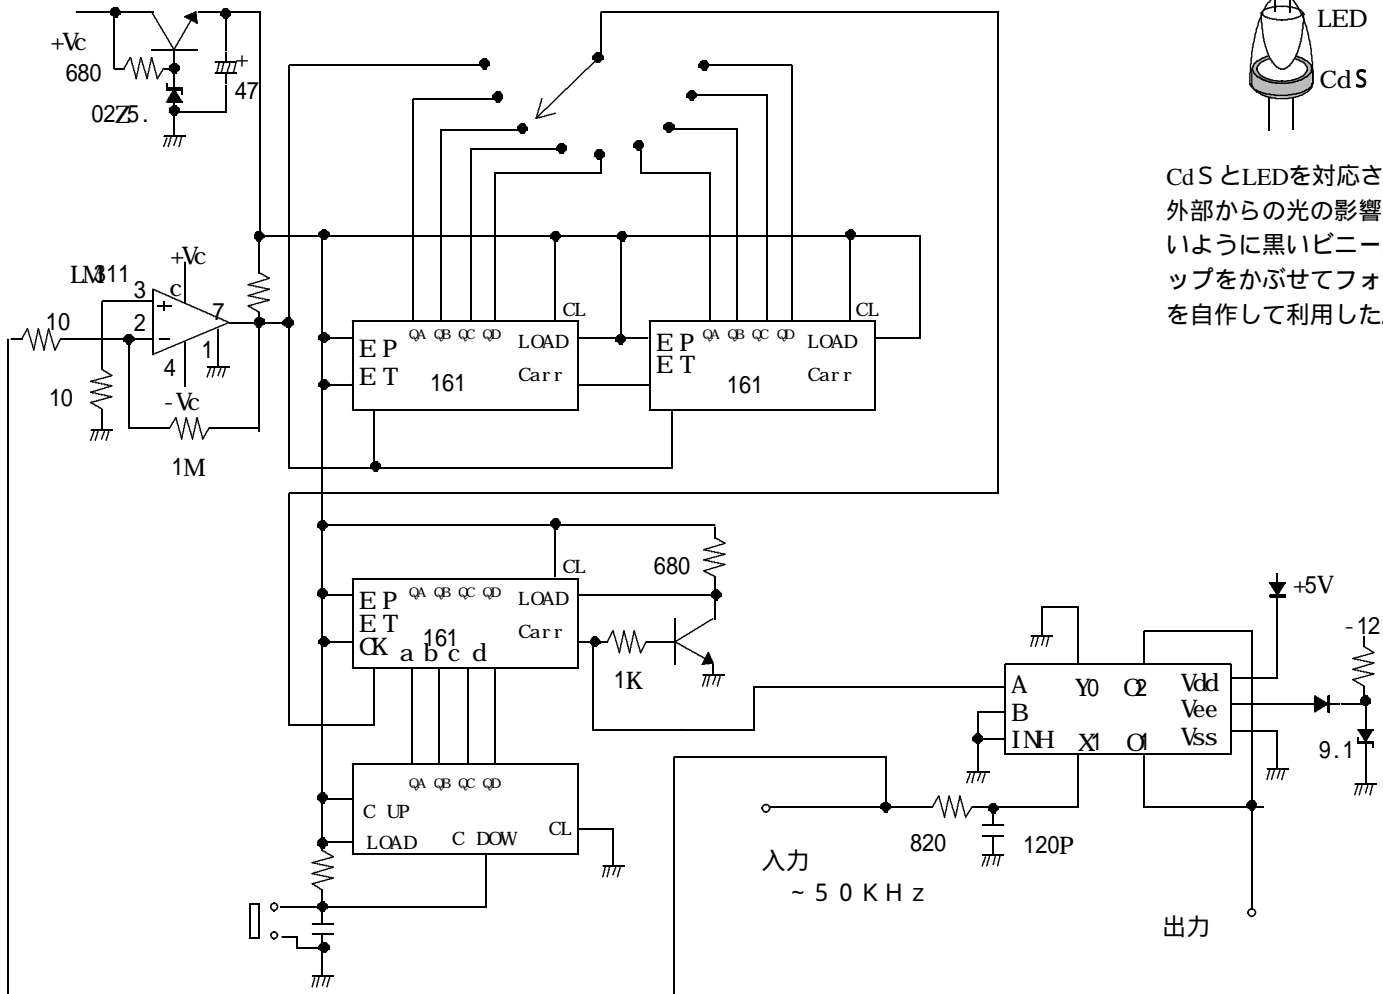 +Vc
680
+
47
02Z5.
LED
CdS
CdSとLEDを対応さ
外部からの光の影響
いように黒いビニー
ップをかぶせてフォ
を自作して利用した
LM311
+Vc
c
3
+
7
10
2
-
1
4
10
-Vc
1M
CL
QA QB QC QD
EP
LOAD
ET
Carr
161
CL
QA QB QC QD
EP
LOAD
ET
Carr
161
680
CL
QA QB QC QD
EP
LOAD
ET
Carr
CK
161
a b c d
1K
QA QB QC QD
C UP
CL
LOAD
C DOW
+5V
-12
A
Y0
O2
Vdd
B
Vee
INH
X1
O1
Vss
9.1
820
120P
入力
~50KHz
出力